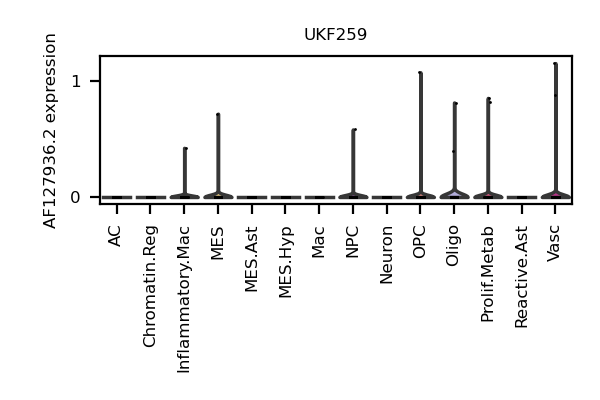 UKF259
AF127936.2 expression
1
0
AC
Chromatin.Reg
Inflammatory.Mac
MES
MES.Ast
MES.Hyp
Mac
NPC
Neuron
OPC
Oligo
Prolif.Metab
Reactive.Ast
Vasc